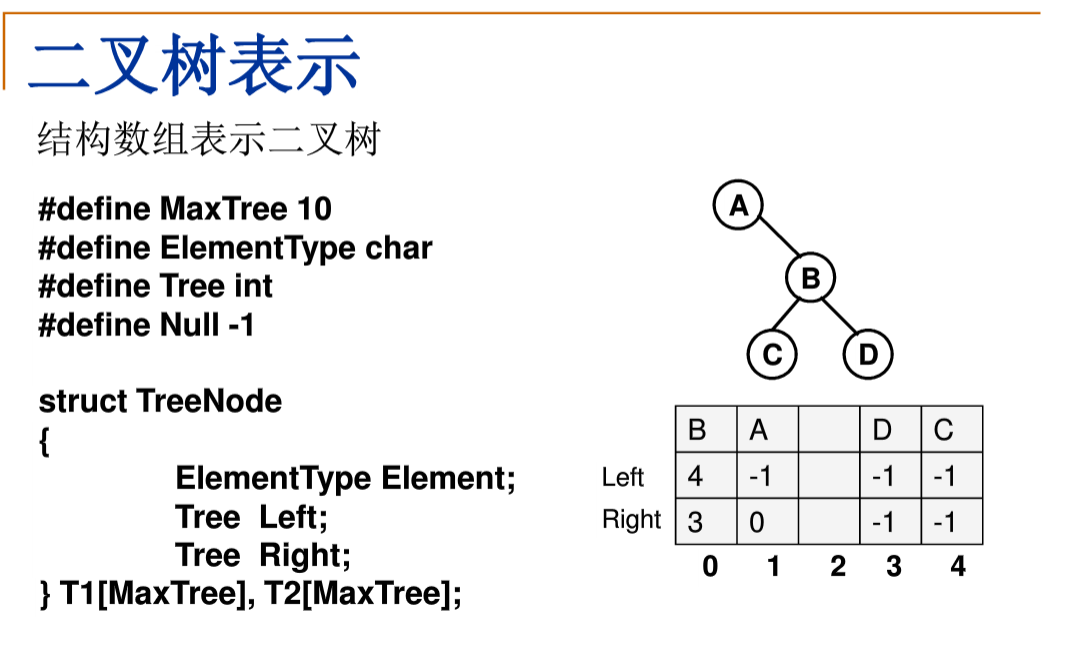 二叉树表示
结构数组表示二叉树
#define MaxTree 10
#define ElementType char
#define Tree int
#define Null -1
struct TreeNode
{
ElementType Element;
Tree Left;
Tree Right;
} T1[MaxTree], T2[MaxTree];
A
B
C D
B A D C
Left 4 -1 -1 -1
Right 3 0 -1 -1
0 1 2 3 4